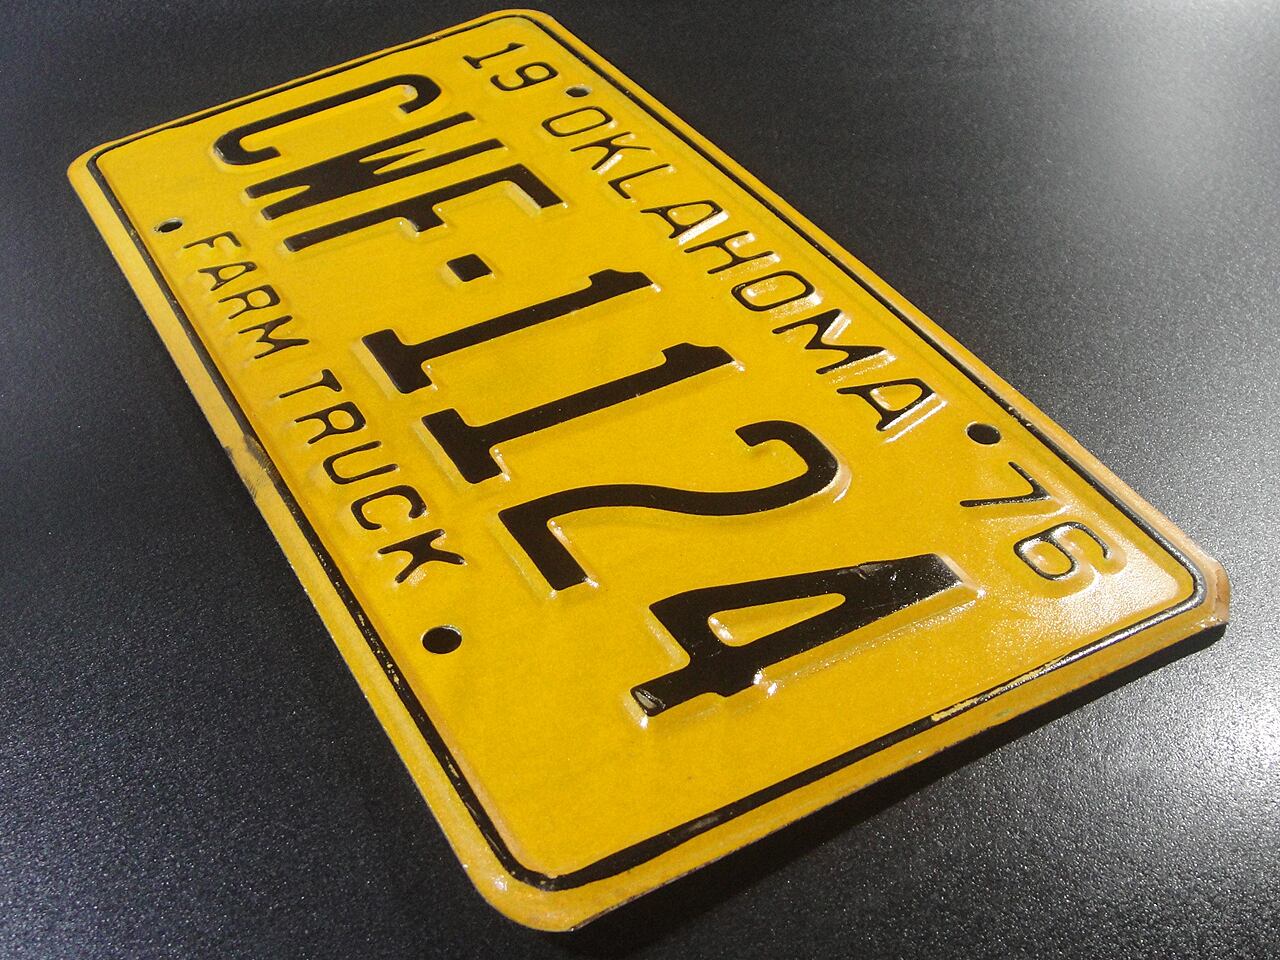 19 OKLAHOMA 76
CWF-1124
FARM TRUCK